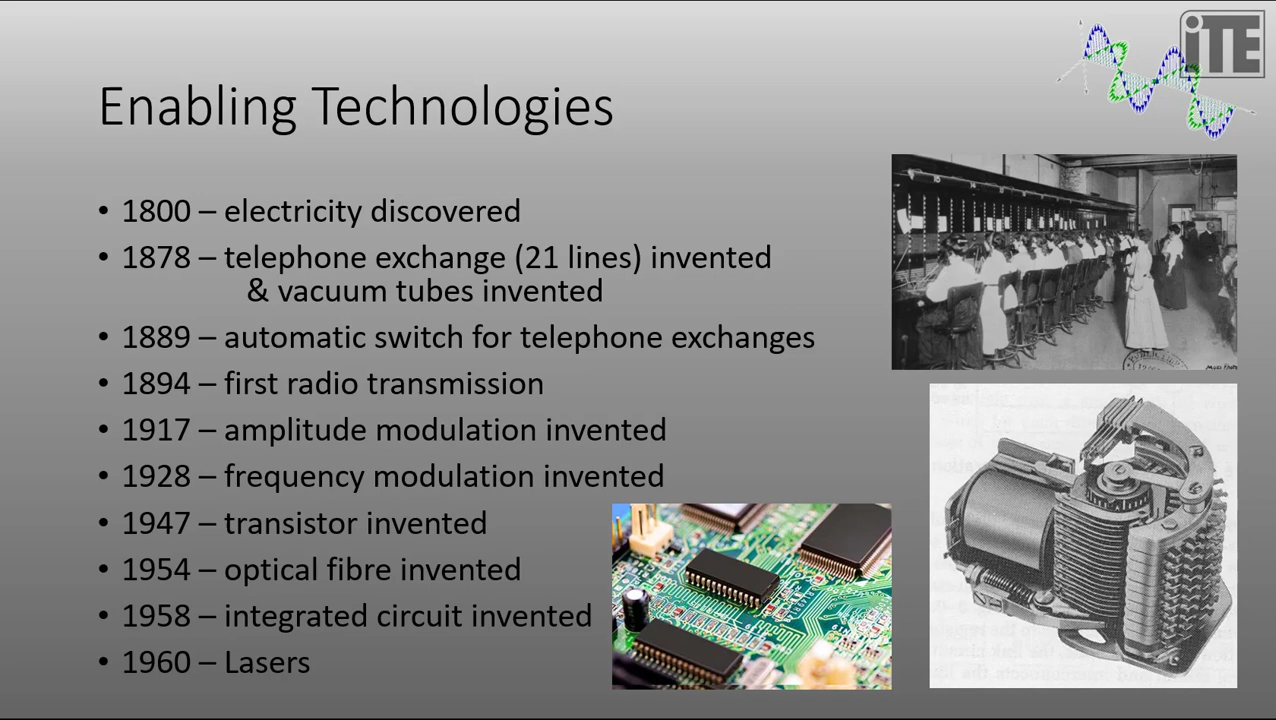 iTE
Enabling Technologies
• 1800 – electricity discovered
• 1878 – telephone exchange (21 lines) invented
& vacuum tubes invented
• 1889 – automatic switch for telephone exchanges
• 1894 – first radio transmission
• 1917 – amplitude modulation invented
• 1928 – frequency modulation invented
• 1947 – transistor invented
• 1954 – optical fibre invented
• 1958 – integrated circuit invented
• 1960 – Lasers